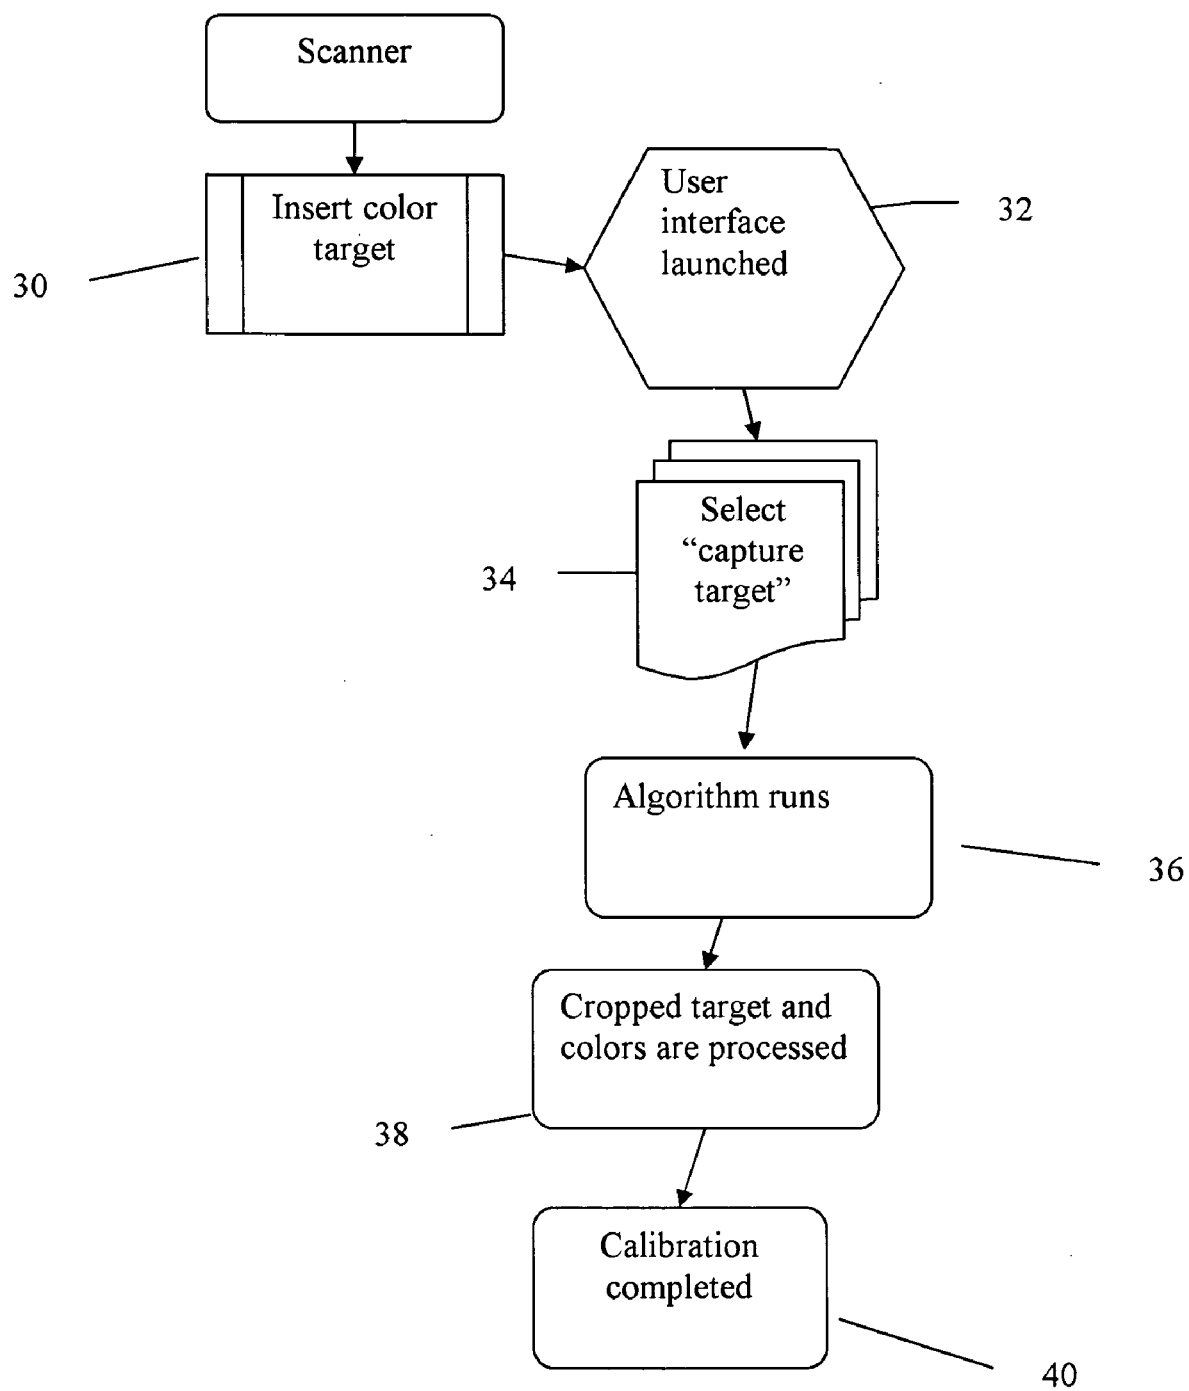 Scanner
Insert color
target
30
User
interface
launched
32
Select
“capture
target”
34
Algorithm runs
36
Cropped target and
colors are processed
38
Calibration
completed
40